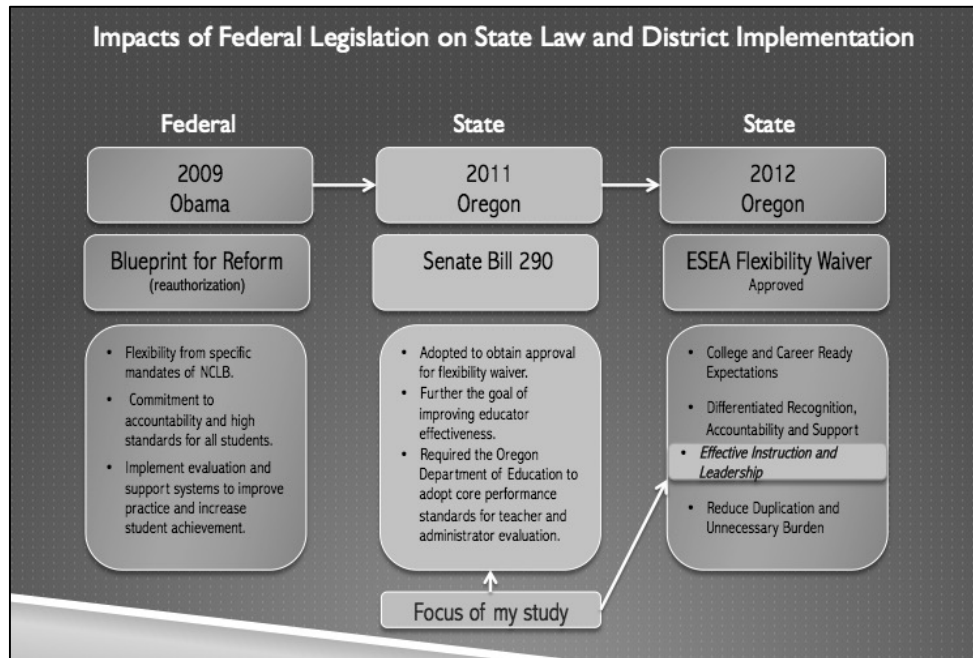 Impacts of Federal Legislation on State Law and District Implementation
Federal
2009
Obama
Blueprint for Reform
(reauthorization)
• Flexibility from specific
mandates of NCLB.
• Commitment to
accountability and high
standards for all students.
• Implement evaluation and
support systems to improve
practice and increase
student achievement.
State
2011
Oregon
Senate Bill 290
• Adopted to obtain approval
for flexibility waiver.
• Further the goal of
improving educator
effectiveness.
• Required the Oregon
Department of Education to
adopt core performance
standards for teacher and
administrator evaluation.
State
2012
Oregon
ESEA Flexibility Waiver
Approved
• College and Career Ready
Expectations
• Differentiated Recognition,
Accountability and Support
• Effective Instruction and
Leadership
• Reduce Duplication and
Unnecessary Burden
Focus of my study